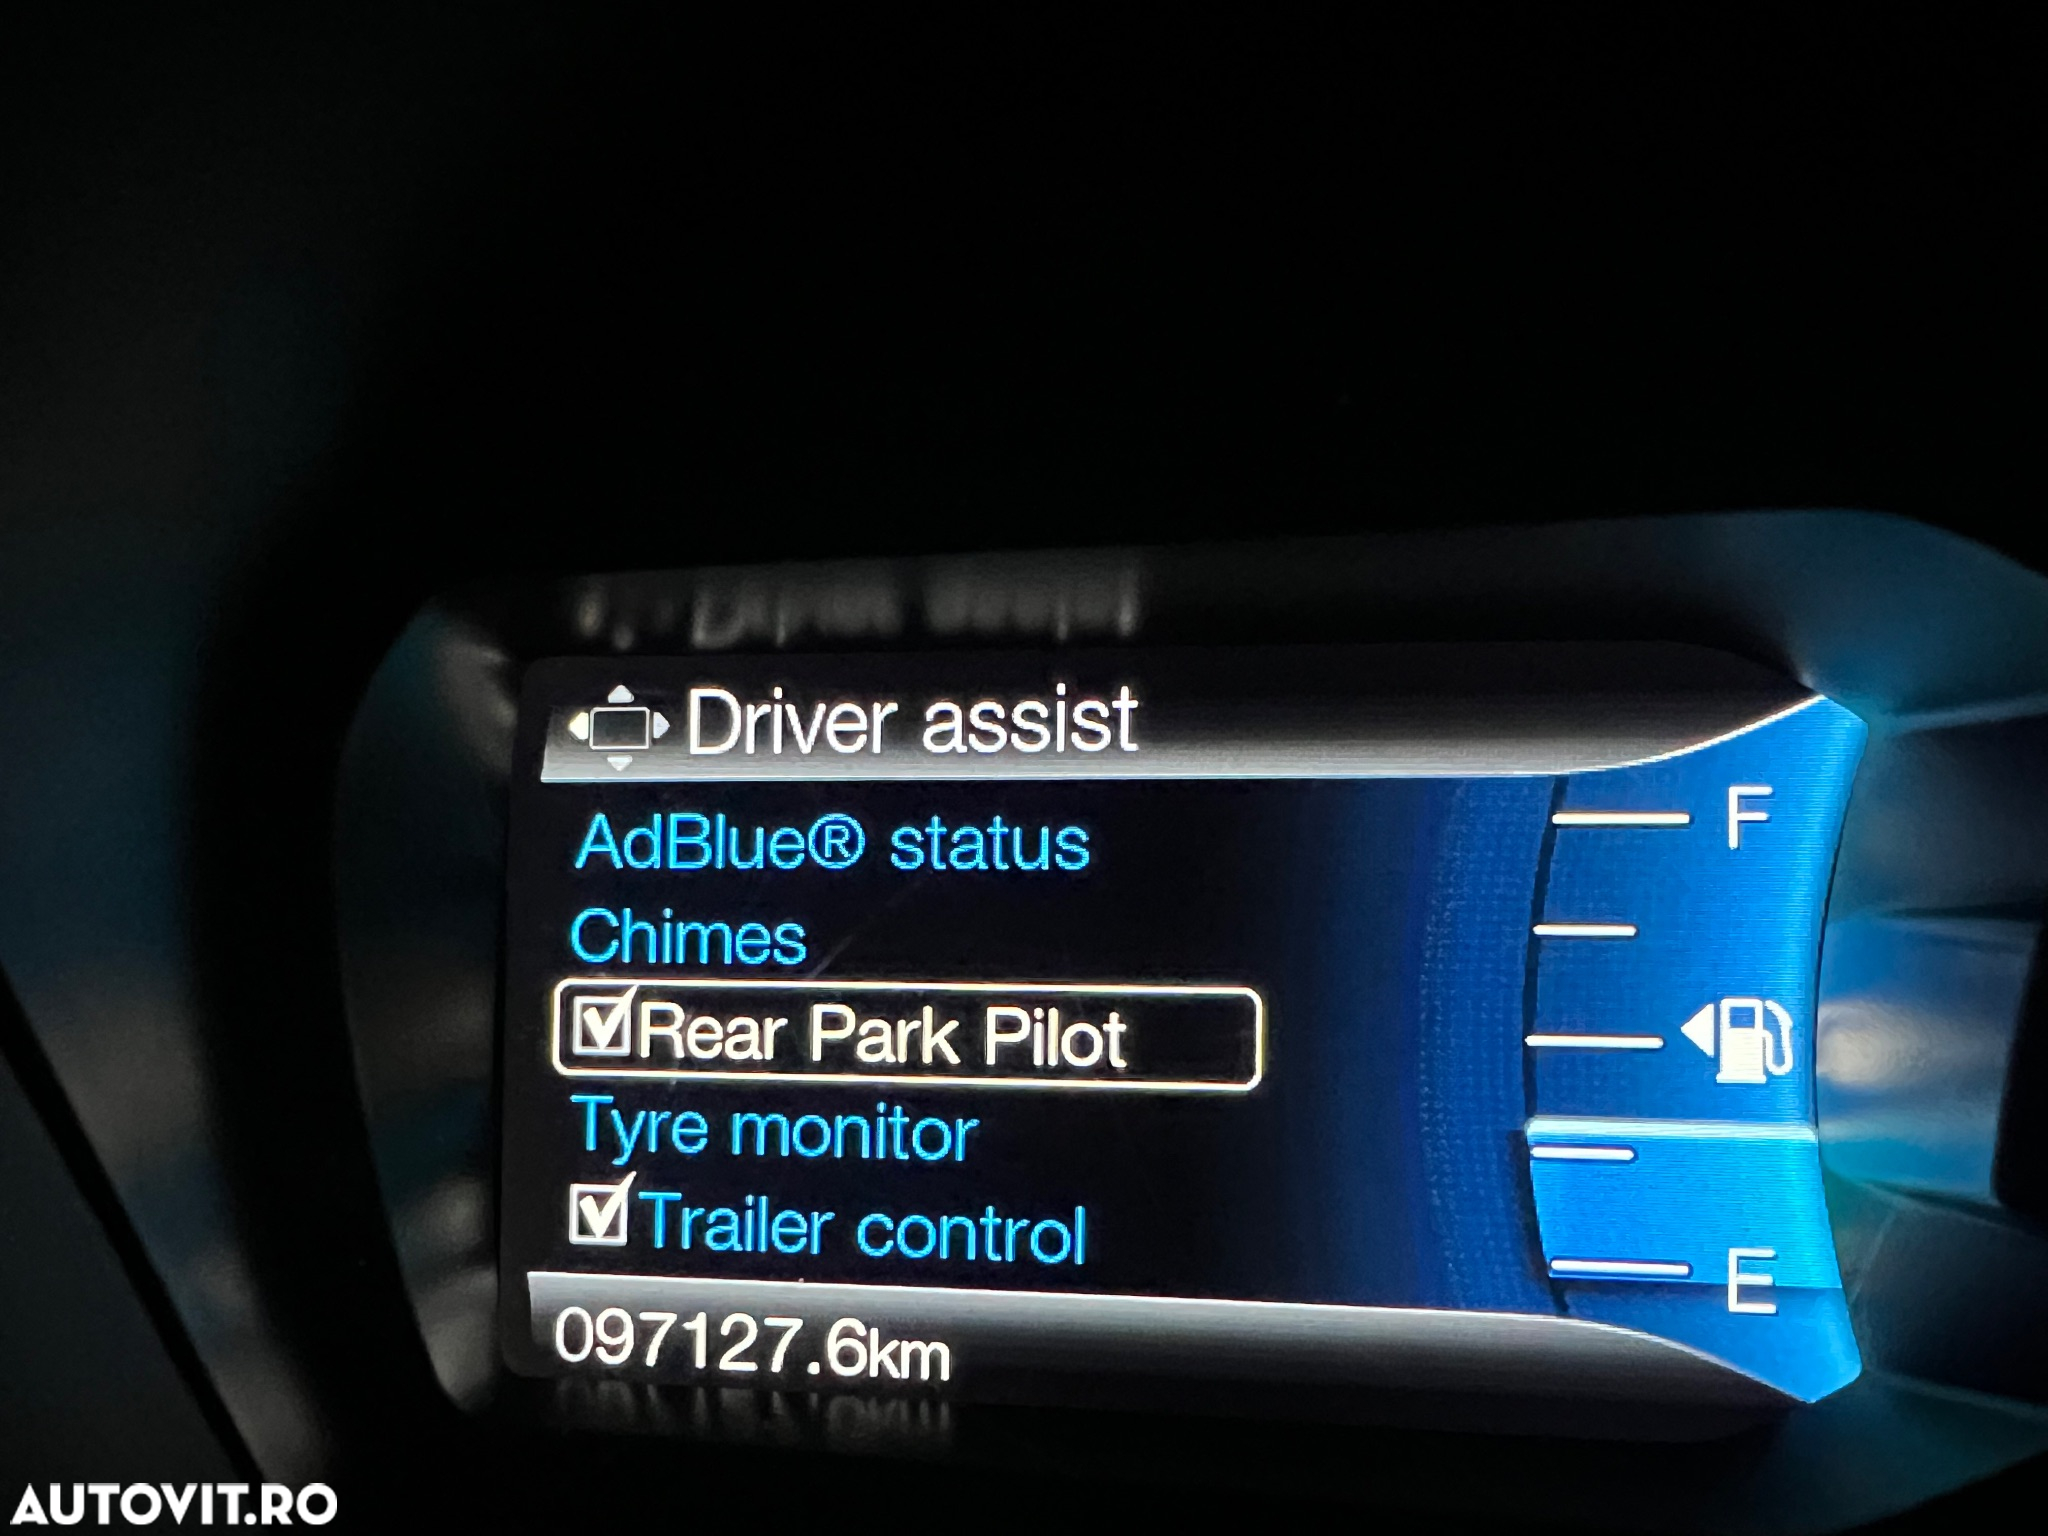 Driver assist
AdBlue® status
Chimes
Rear Park Pilot
Tyre monitor
Trailer control
097127.6km
F
E
AUTOVIT.RO